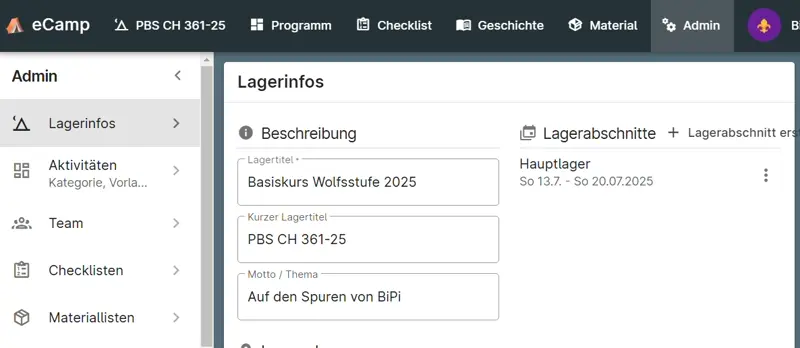 eCamp
PBS CH 361-25
Programm
Checklist
Geschichte
Material
Admin
Admin
Lagerinfos
Aktivitäten
Kategorie, Vorla...
Team
Checklisten
Materiallisten
Lagerinfos
Beschreibung
Lagertitel •
Basiskurs Wolfsstufe 2025
Kurzer Lagertitel
PBS CH 361-25
Motto / Thema
Auf den Spuren von BiPi
Lagerabschnitte
Lagerabschnitt erst
Hauptlager
So 13.7. - So 20.07.2025